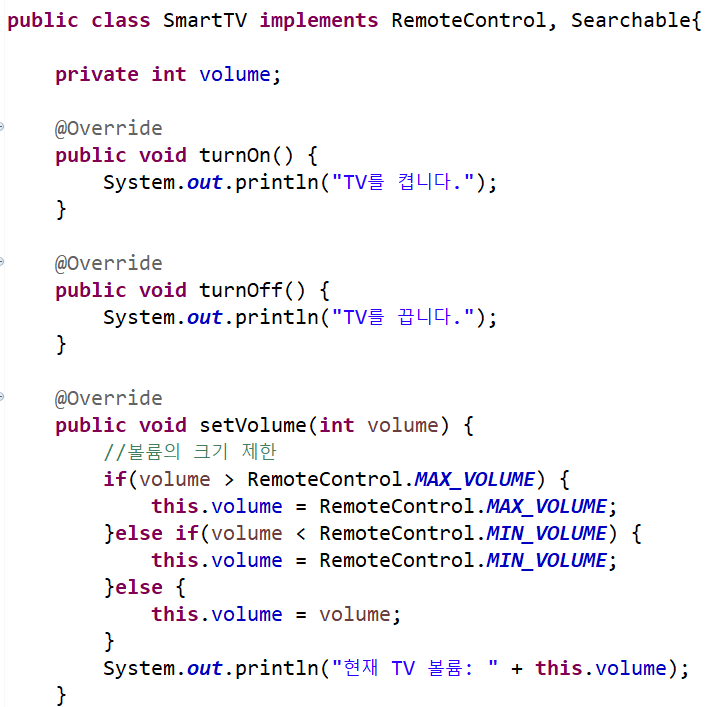 public class SmartTV implements RemoteControl, Searchable{
private int volume;
@Override
public void turnOn() {
System.out.println("TV를 켭니다.");
}
@Override
public void turnOff() {
System.out.println("TV를 끕니다.");
}
@Override
public void setVolume(int volume) {
//볼륨의 크기 제한
if(volume > RemoteControl.MAX_VOLUME) {
this.volume = RemoteControl.MAX_VOLUME;
}else if(volume < RemoteControl.MIN_VOLUME) {
this.volume = RemoteControl.MIN_VOLUME;
}else {
this.volume = volume;
}
System.out.println("현재 TV 볼륨: " + this.volume);
}